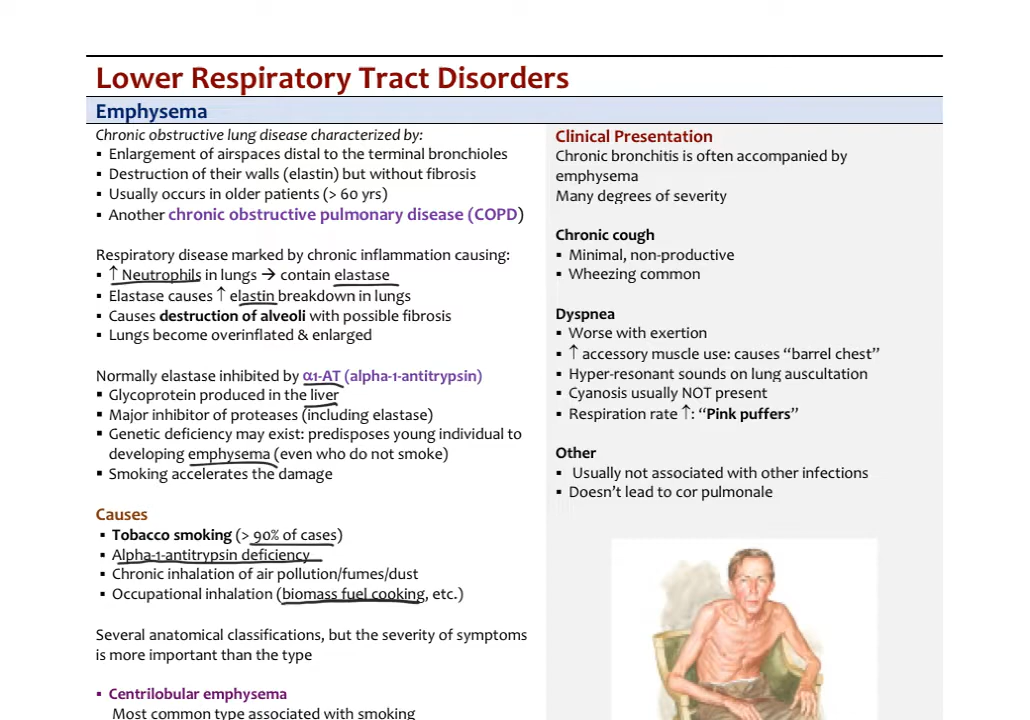 Lower Respiratory Tract Disorders
Emphysema
Chronic obstructive lung disease characterized by:
▪ Enlargement of airspaces distal to the terminal bronchioles
▪ Destruction of their walls (elastin) but without fibrosis
▪ Usually occurs in older patients (> 60 yrs)
▪ Another chronic obstructive pulmonary disease (COPD)
Respiratory disease marked by chronic inflammation causing:
▪ ↑ Neutrophils in lungs → contain elastase
▪ Elastase causes ↑ elastin breakdown in lungs
▪ Causes destruction of alveoli with possible fibrosis
▪ Lungs become overinflated & enlarged
Normally elastase inhibited by α1-AT (alpha-1-antitrypsin)
▪ Glycoprotein produced in the liver
▪ Major inhibitor of proteases (including elastase)
▪ Genetic deficiency may exist: predisposes young individual to
developing emphysema (even who do not smoke)
▪ Smoking accelerates the damage
Causes
▪ Tobacco smoking (> 90% of cases)
▪ Alpha-1-antitrypsin deficiency
▪ Chronic inhalation of air pollution/fumes/dust
▪ Occupational inhalation (biomass fuel cooking, etc.)
Several anatomical classifications, but the severity of symptoms
is more important than the type
▪ Centrilobular emphysema
Most common type associated with smoking
Clinical Presentation
Chronic bronchitis is often accompanied by
emphysema
Many degrees of severity
Chronic cough
▪ Minimal, non-productive
▪ Wheezing common
Dyspnea
▪ Worse with exertion
▪ ↑ accessory muscle use: causes “barrel chest”
▪ Hyper-resonant sounds on lung auscultation
▪ Cyanosis usually NOT present
▪ Respiration rate ↑: “Pink puffers”
Other
▪ Usually not associated with other infections
▪ Doesn’t lead to cor pulmonale